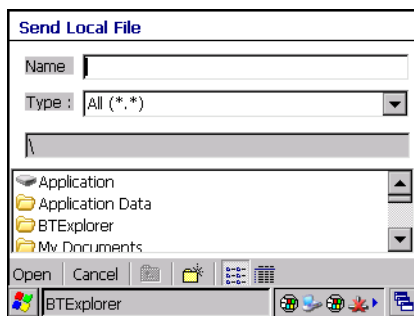 Send Local File
Name
Type : All (*.*)
\
Application
Application Data
BTExplorer
My Documents
Open Cancel
BTExplorer